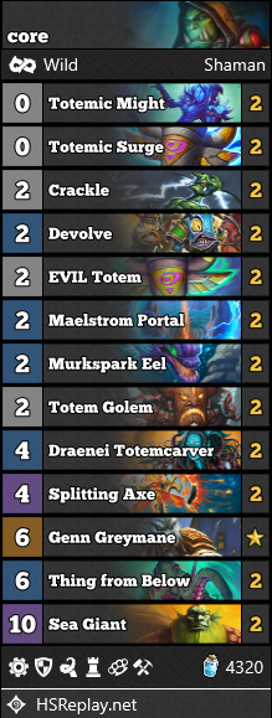 core
Wild Shaman
0 Totemic Might 2
0 Totemic Surge 2
2 Crackle 2
2 Devolve 2
2 EVIL Totem 2
2 Maelstrom Portal 2
2 Murkspark Eel 2
2 Totem Golem 2
4 Draenei Totemcarver 2
4 Splitting Axe 2
6 Genn Greymane ★
6 Thing from Below 2
10 Sea Giant 2
4320
HSReplay.net